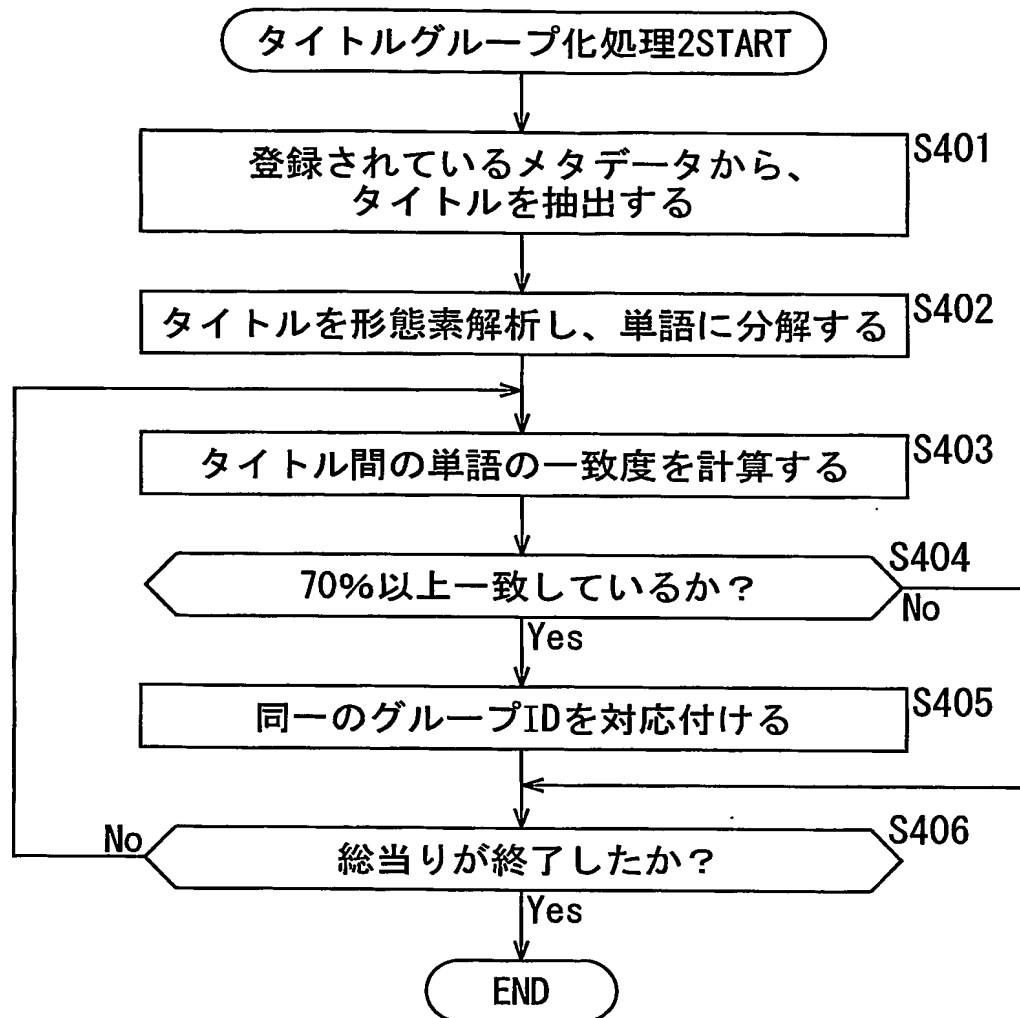 タイトルグループ化処理2START
登録されているメタデータから、
タイトルを抽出する
S401
タイトルを形態素解析し、単語に分解する
S402
タイトル間の単語の一致度を計算する
S403
70%以上一致しているか?
S404
No
Yes
同一のグループIDを対応付ける
S405
総当りが終了したか?
S406
No
Yes
END